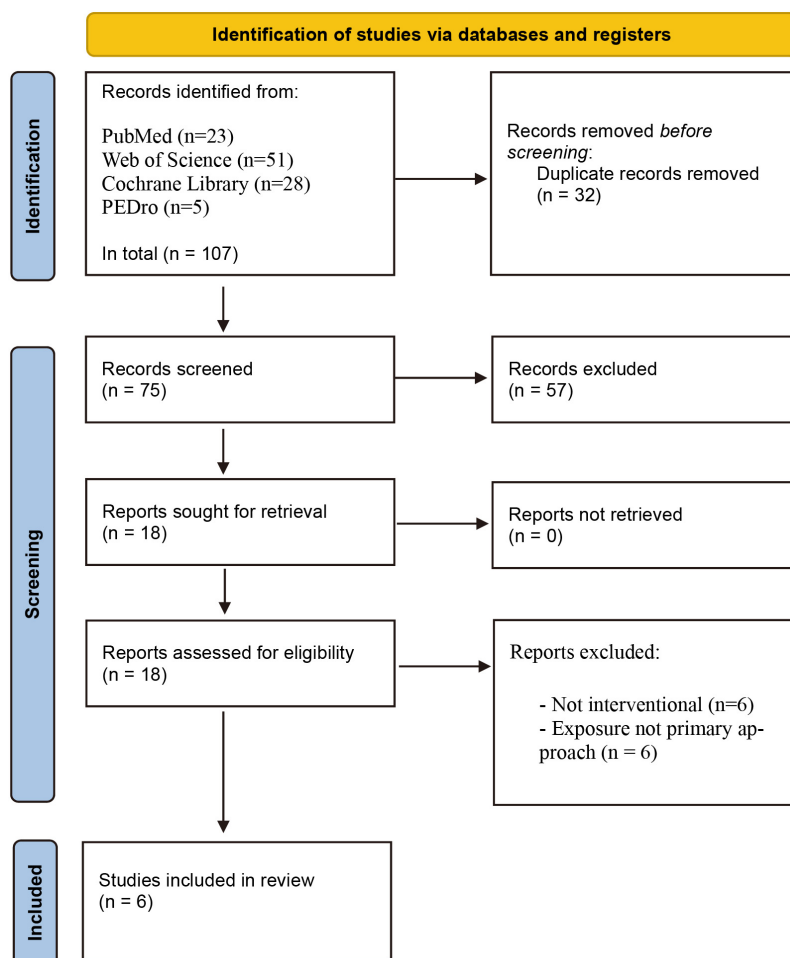 Identification of studies via databases and registers
Identification
Records identified from:
PubMed (n=23)
Web of Science (n=51)
Cochrane Library (n=28)
PEDro (n=5)
In total (n = 107)
Records removed before
screening:
Duplicate records removed
(n = 32)
Screening
Records screened
(n = 75)
Records excluded
(n = 57)
Reports sought for retrieval
(n = 18)
Reports not retrieved
(n = 0)
Reports assessed for eligibility
(n = 18)
Reports excluded:
- Not interventional (n=6)
- Exposure not primary ap-
proach (n = 6)
Included
Studies included in review
(n = 6)